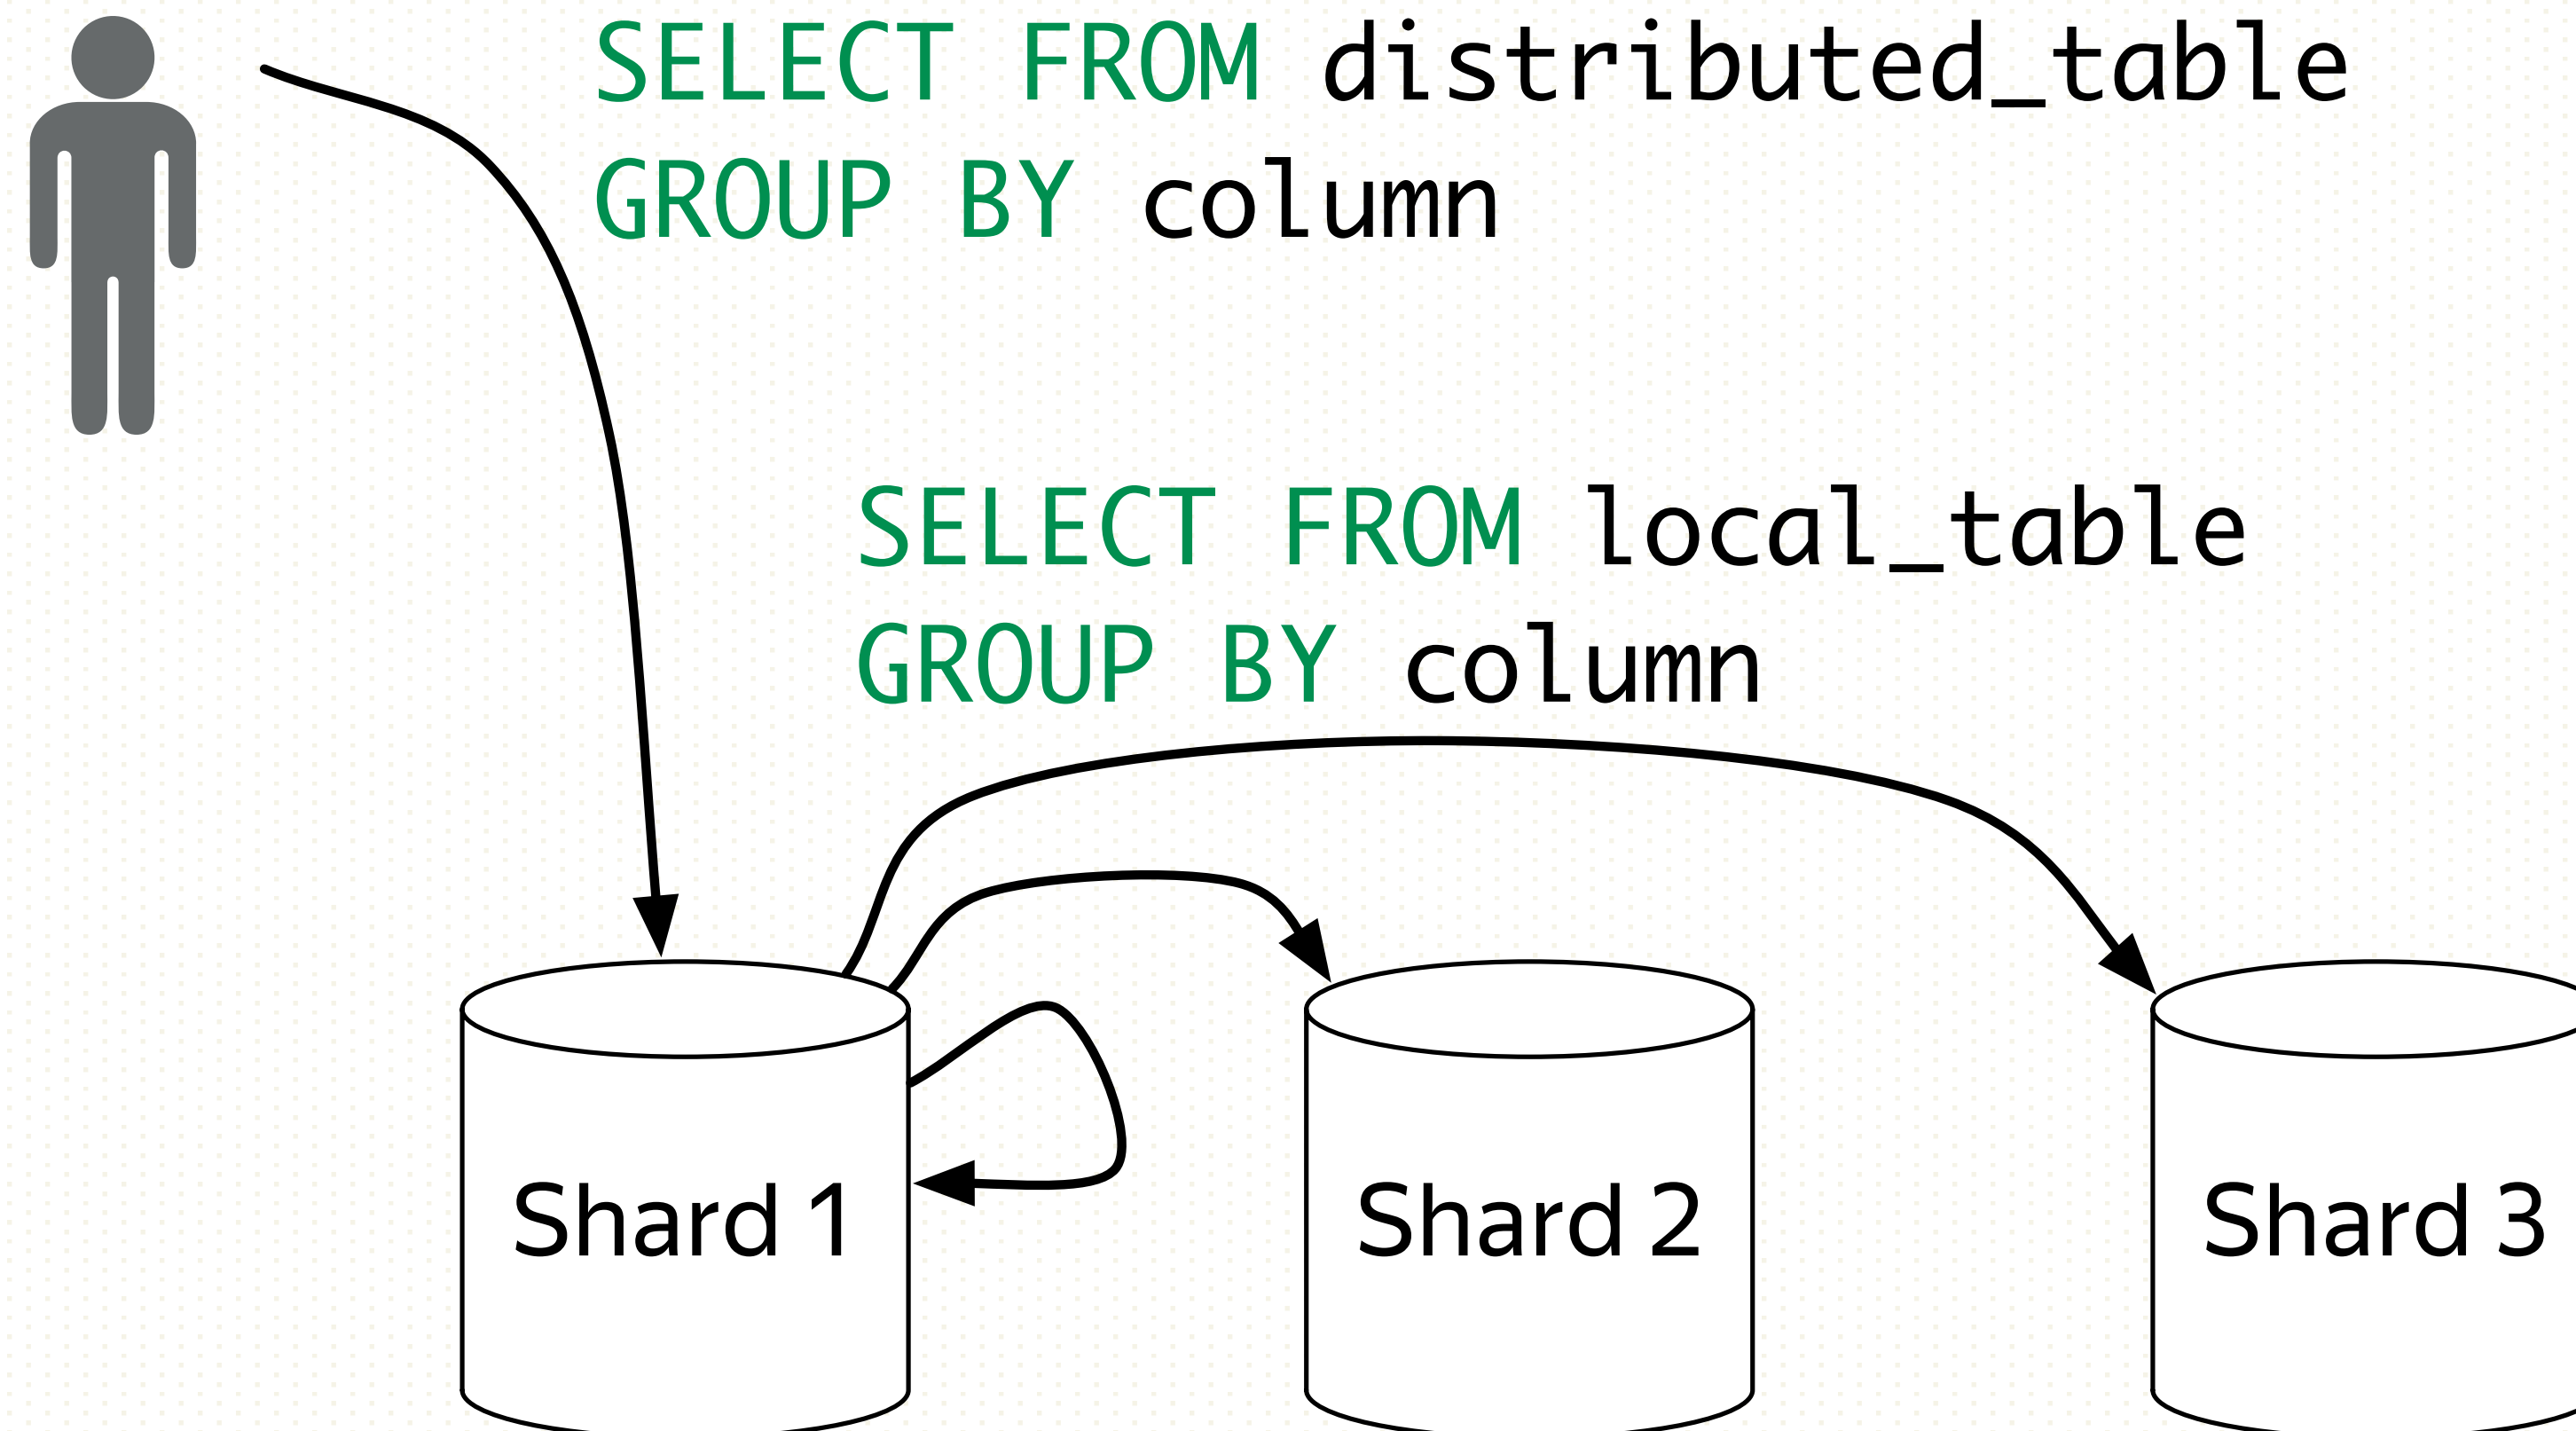 SELECT FROM distributed_table
GROUP BY column
SELECT FROM local_table
GROUP BY column
Shard 1
Shard 2
Shard 3